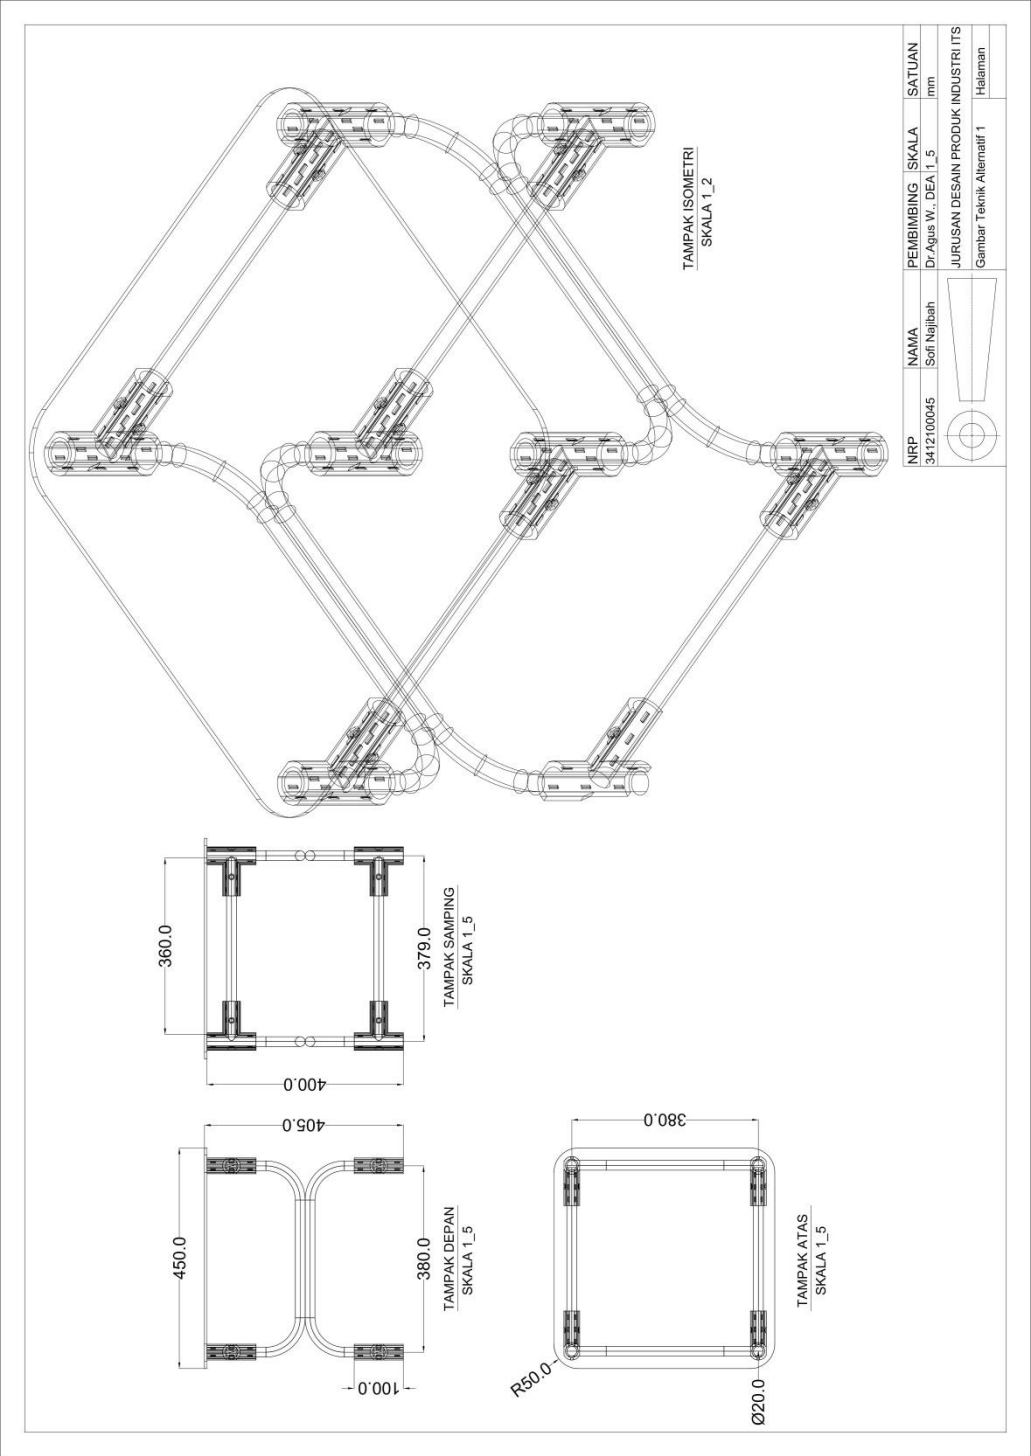 450.0
405.0
100.0
380.0
TAMPAK DEPAN
SKALA 1_5
360.0
400.0
379.0
TAMPAK SAMPING
SKALA 1_5
TAMPAK ISOMETRI
SKALA 1_2
380.0
R50.0
Ø20.0
TAMPAK ATAS
SKALA 1_5
NRP NAMA PEMBIMBING SKALA SATUAN
3412100045 Sofi Najibah Dr.Agus W., DEA 1_5 mm
JURUSAN DESAIN PRODUK INDUSTRI ITS
Gambar Teknik Alternatif 1 Halaman